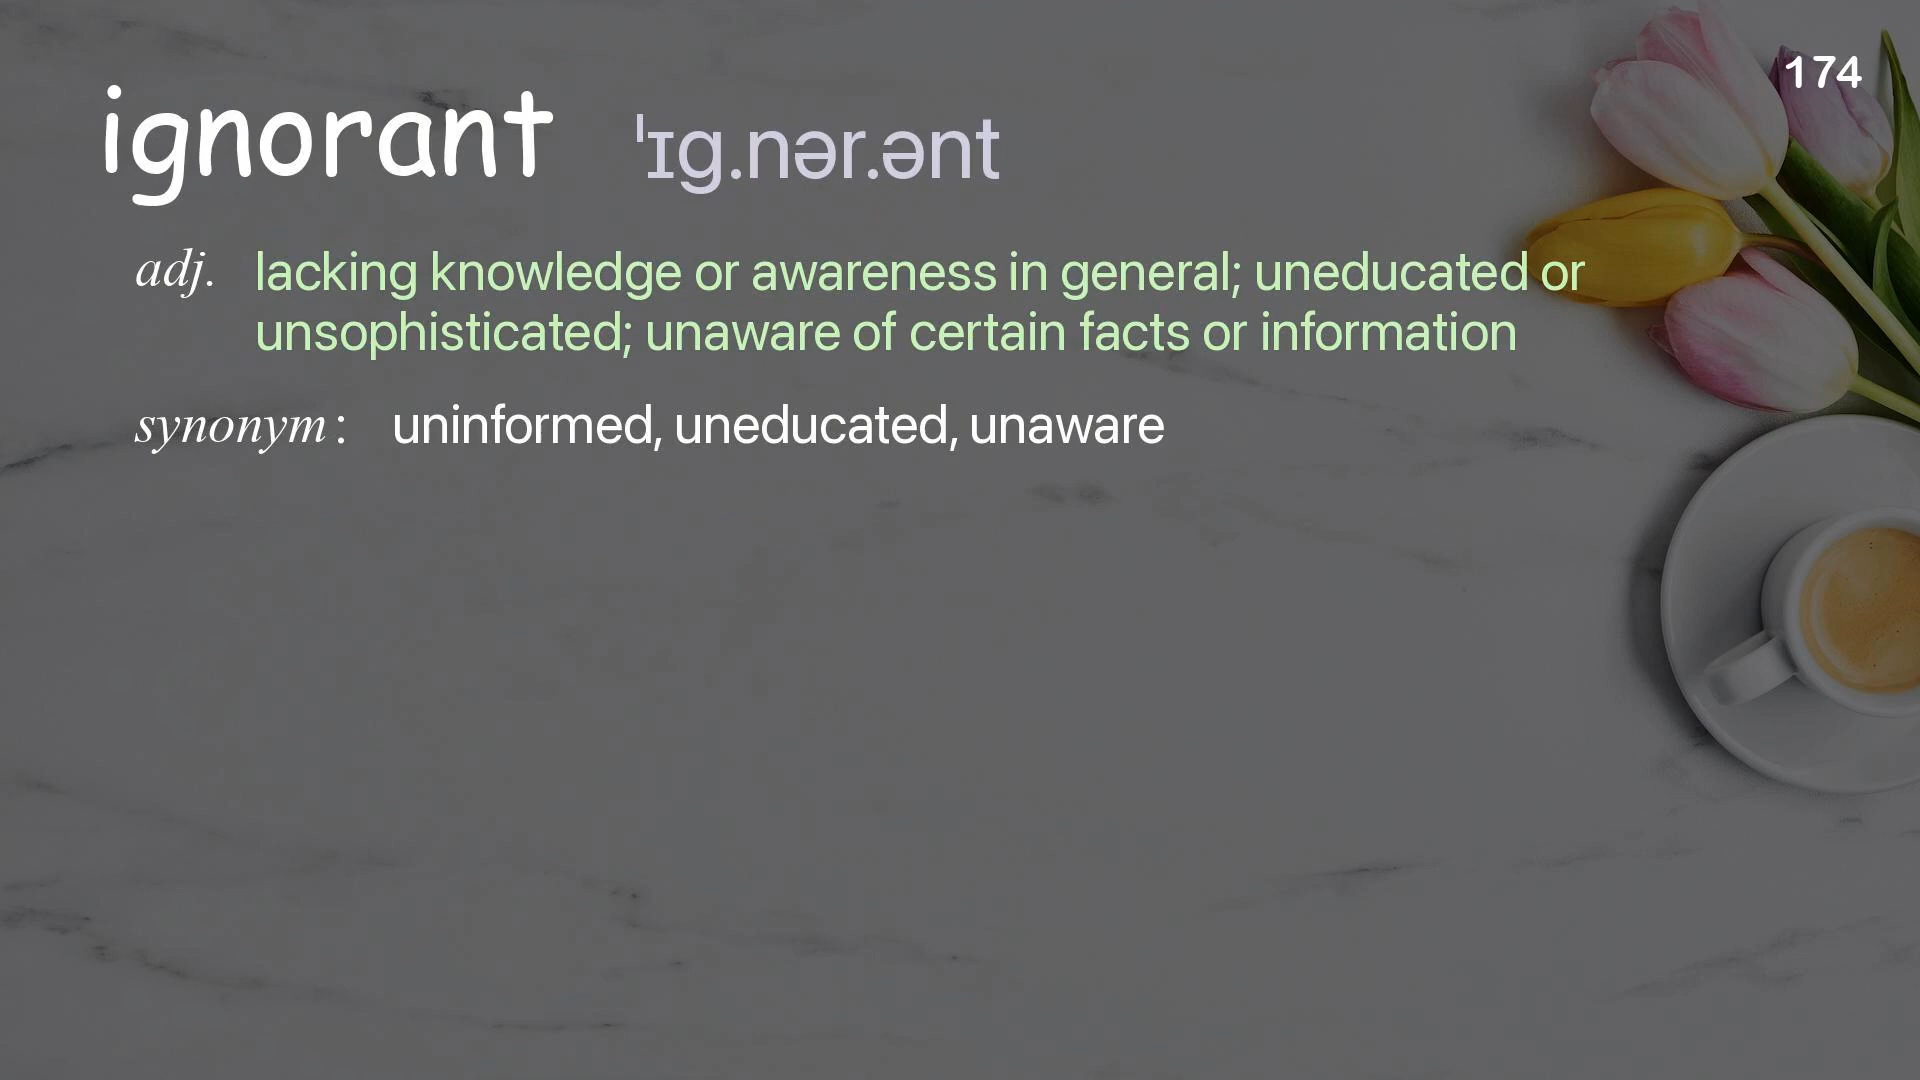 174
ignorant ˈɪg.nər.ənt
adj. lacking knowledge or awareness in general; uneducated or
unsophisticated; unaware of certain facts or information
synonym: uninformed, uneducated, unaware